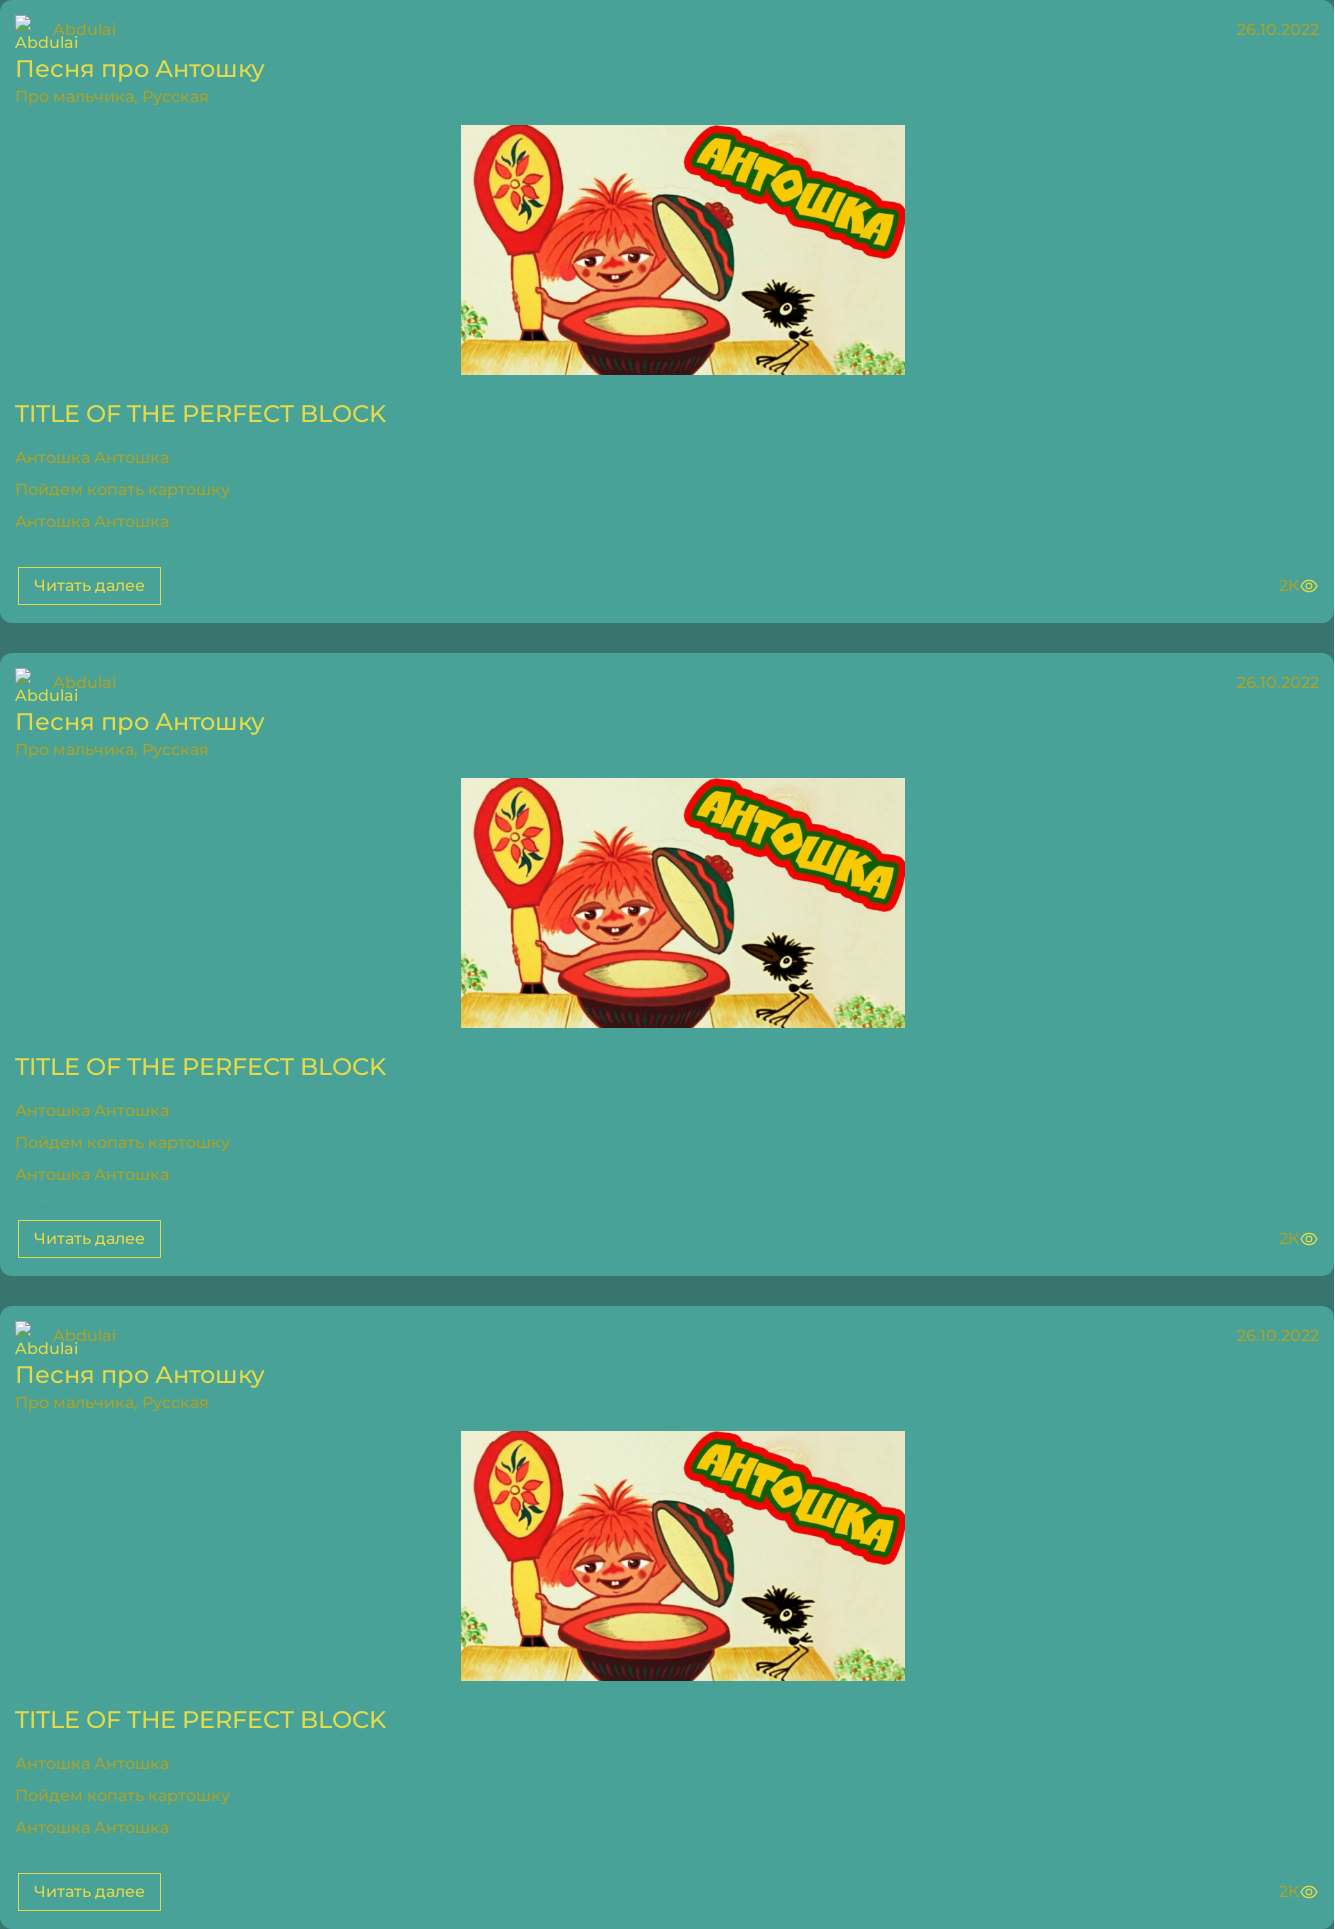 Abdulai 26.10.2022
Abdulai
Песня про Антошку
Про мальчика, Русская
АНТОШКА
TITLE OF THE PERFECT BLOCK
Антошка Антошка
Пойдем копать картошку
Антошка Антошка
Читать далее 2K
Abdulai 26.10.2022
Abdulai
Песня про Антошку
Про мальчика, Русская
АНТОШКА
TITLE OF THE PERFECT BLOCK
Антошка Антошка
Пойдем копать картошку
Антошка Антошка
Читать далее 2K
Abdulai 26.10.2022
Abdulai
Песня про Антошку
Про мальчика, Русская
АНТОШКА
TITLE OF THE PERFECT BLOCK
Антошка Антошка
Пойдем копать картошку
Антошка Антошка
Читать далее 2K